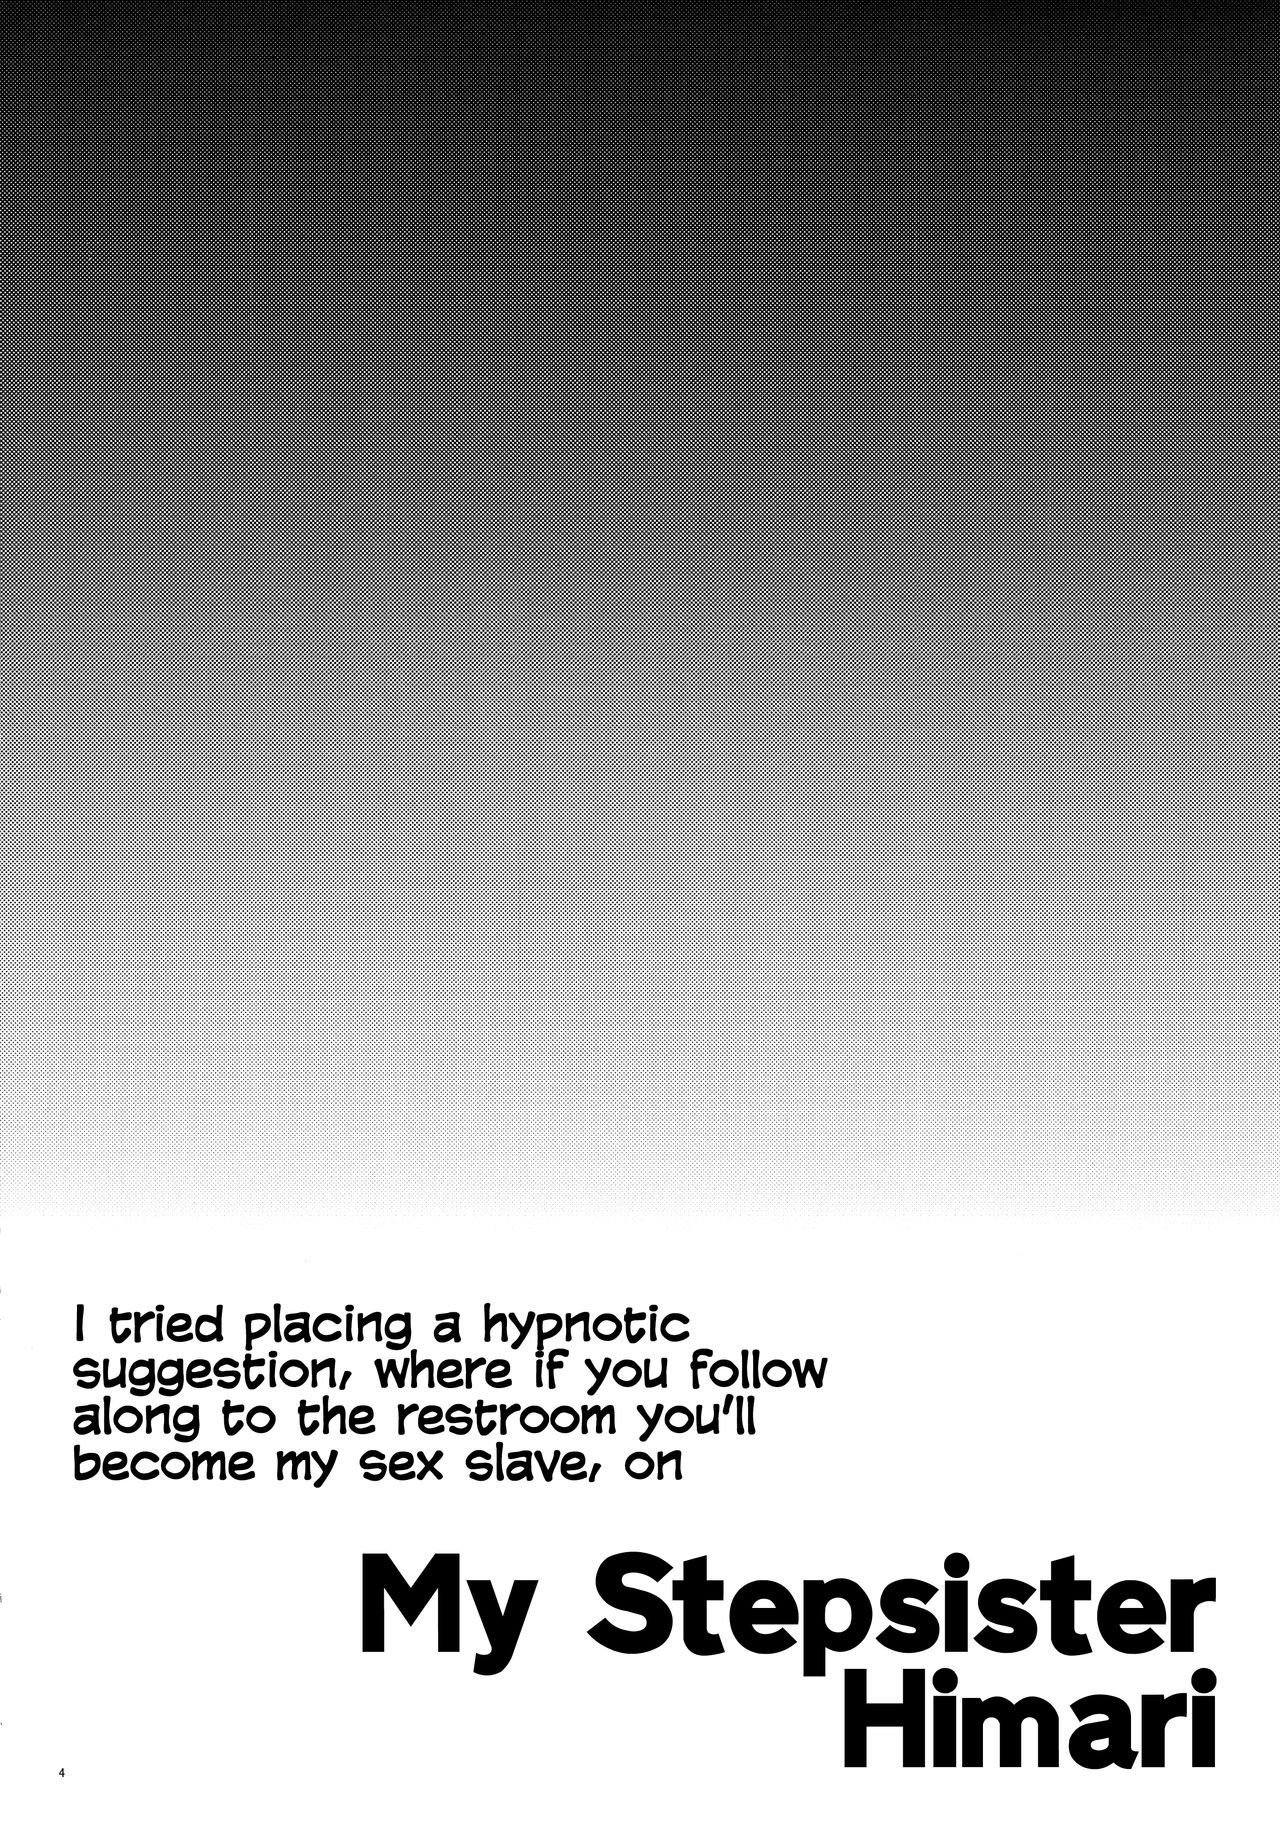 I tried placing a hypnotic
suggestion, where if you follow
along to the restroom you'll
become my sex slave, on
My Stepsister
Himari
4